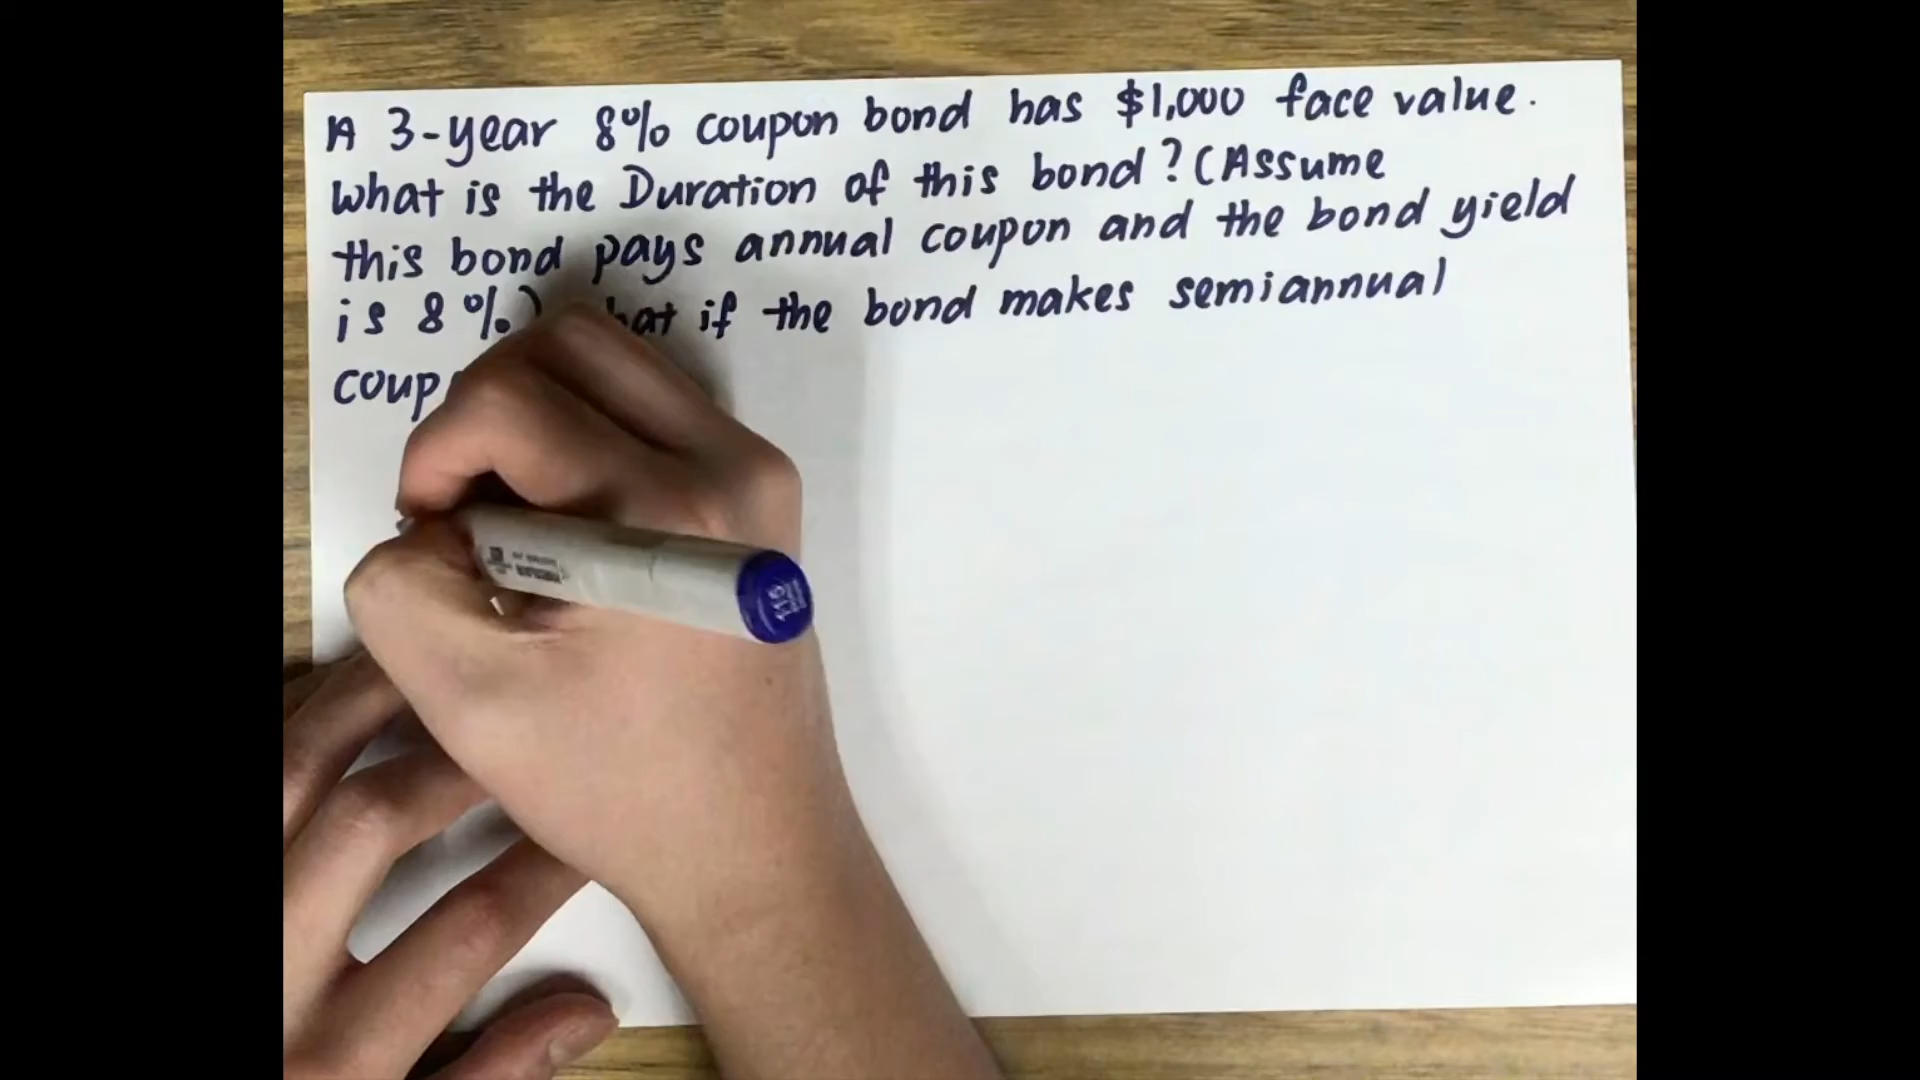 A 3-year 8% coupon bond has $1,000 face value.
What is the Duration of this bond? (Assume
this bond pays annual coupon and the bond yield
is 8%) if the bond makes semiannual